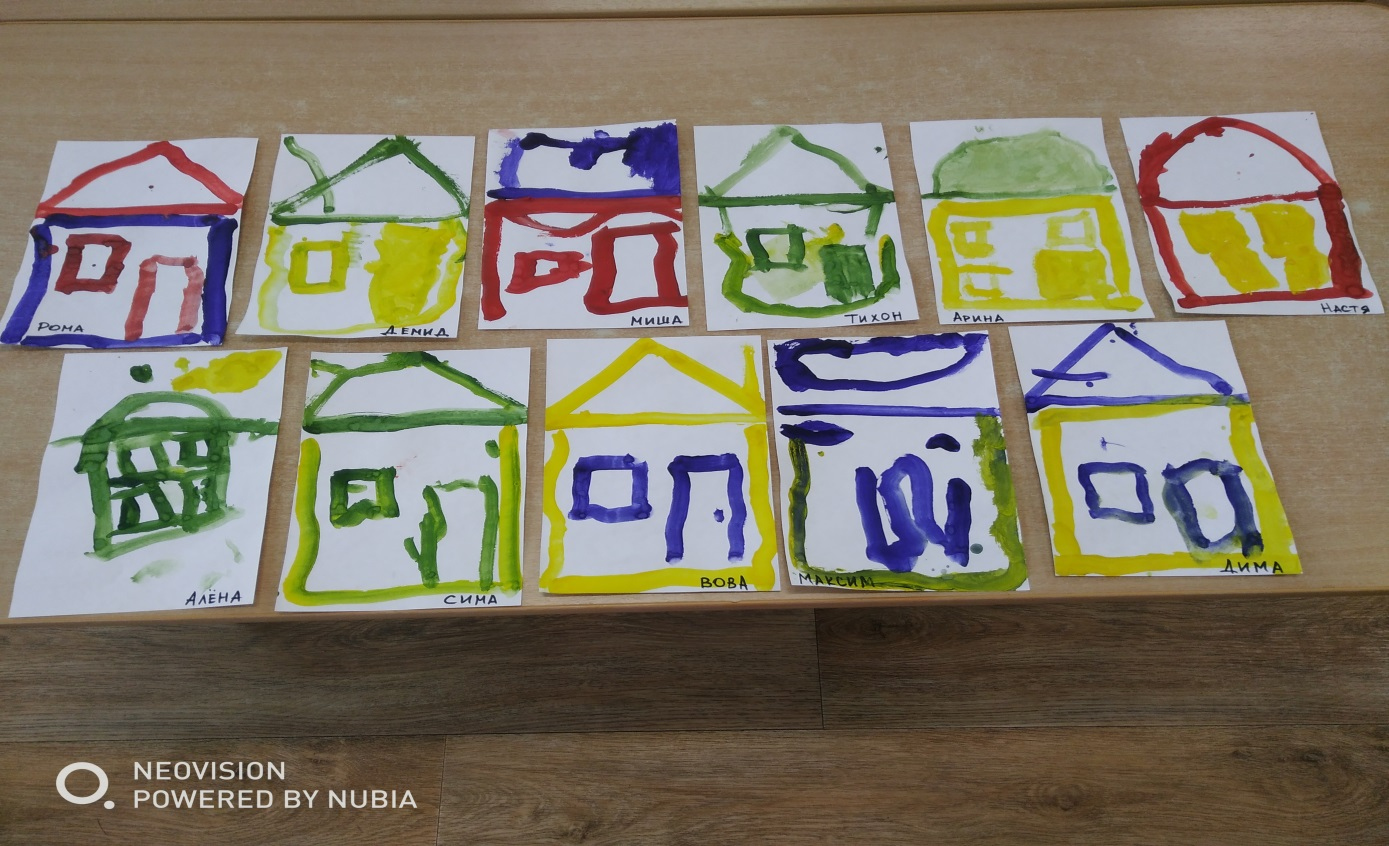 РОМА
ДЕМИД
МИША
ТИХОН
АРИНА
НАСТЯ
АЛЁНА
СИМА
ВОВА
МАКСИМ
ДИМА
NEOVISION
POWERED BY NUBIA